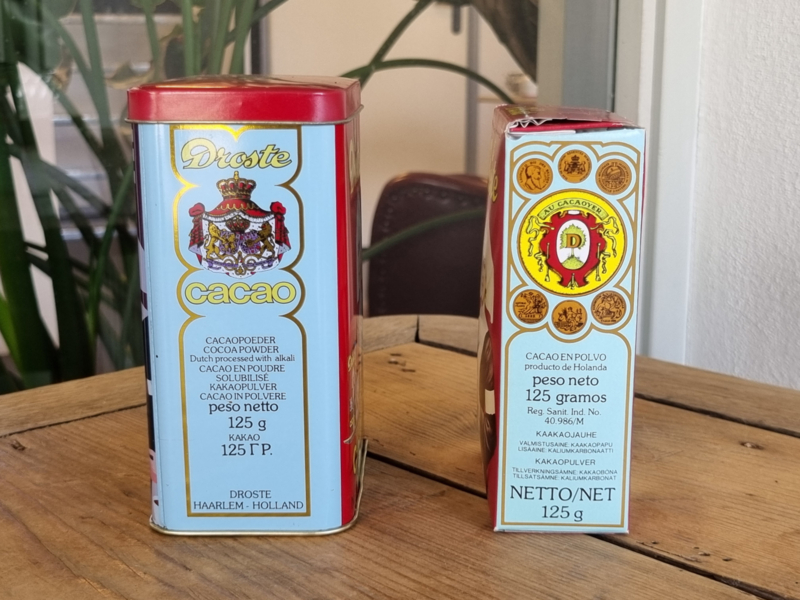 Droste
cacao
CACAOPOEDER
COCOA POWDER
Dutch processed with alkali
CACAO EN POUDRE
SOLUBILISÉ
KAKAOPULVER
CACAO IN POLVERE
peso netto
125 g
КАКАО
125 ГР.
DROSTE
HAARLEM - HOLLAND
AU CACAOYER
D
CACAO EN POLVO
producto de Holanda
peso neto
125 gramos
Reg. Sanit. Ind. No.
40.986/M
KAAKAOJAUHE
VALMISTUSAINE: KAAKAOPAPU
LISÄAINE: KALIUMKARBONAATTI
KAKAOPULVER
TILLVERKNINGSÄMNE: KAKAOBÖNA
TILLSATSÄMNE: KALIUMKARBONAT
NETTO/NET
125 g